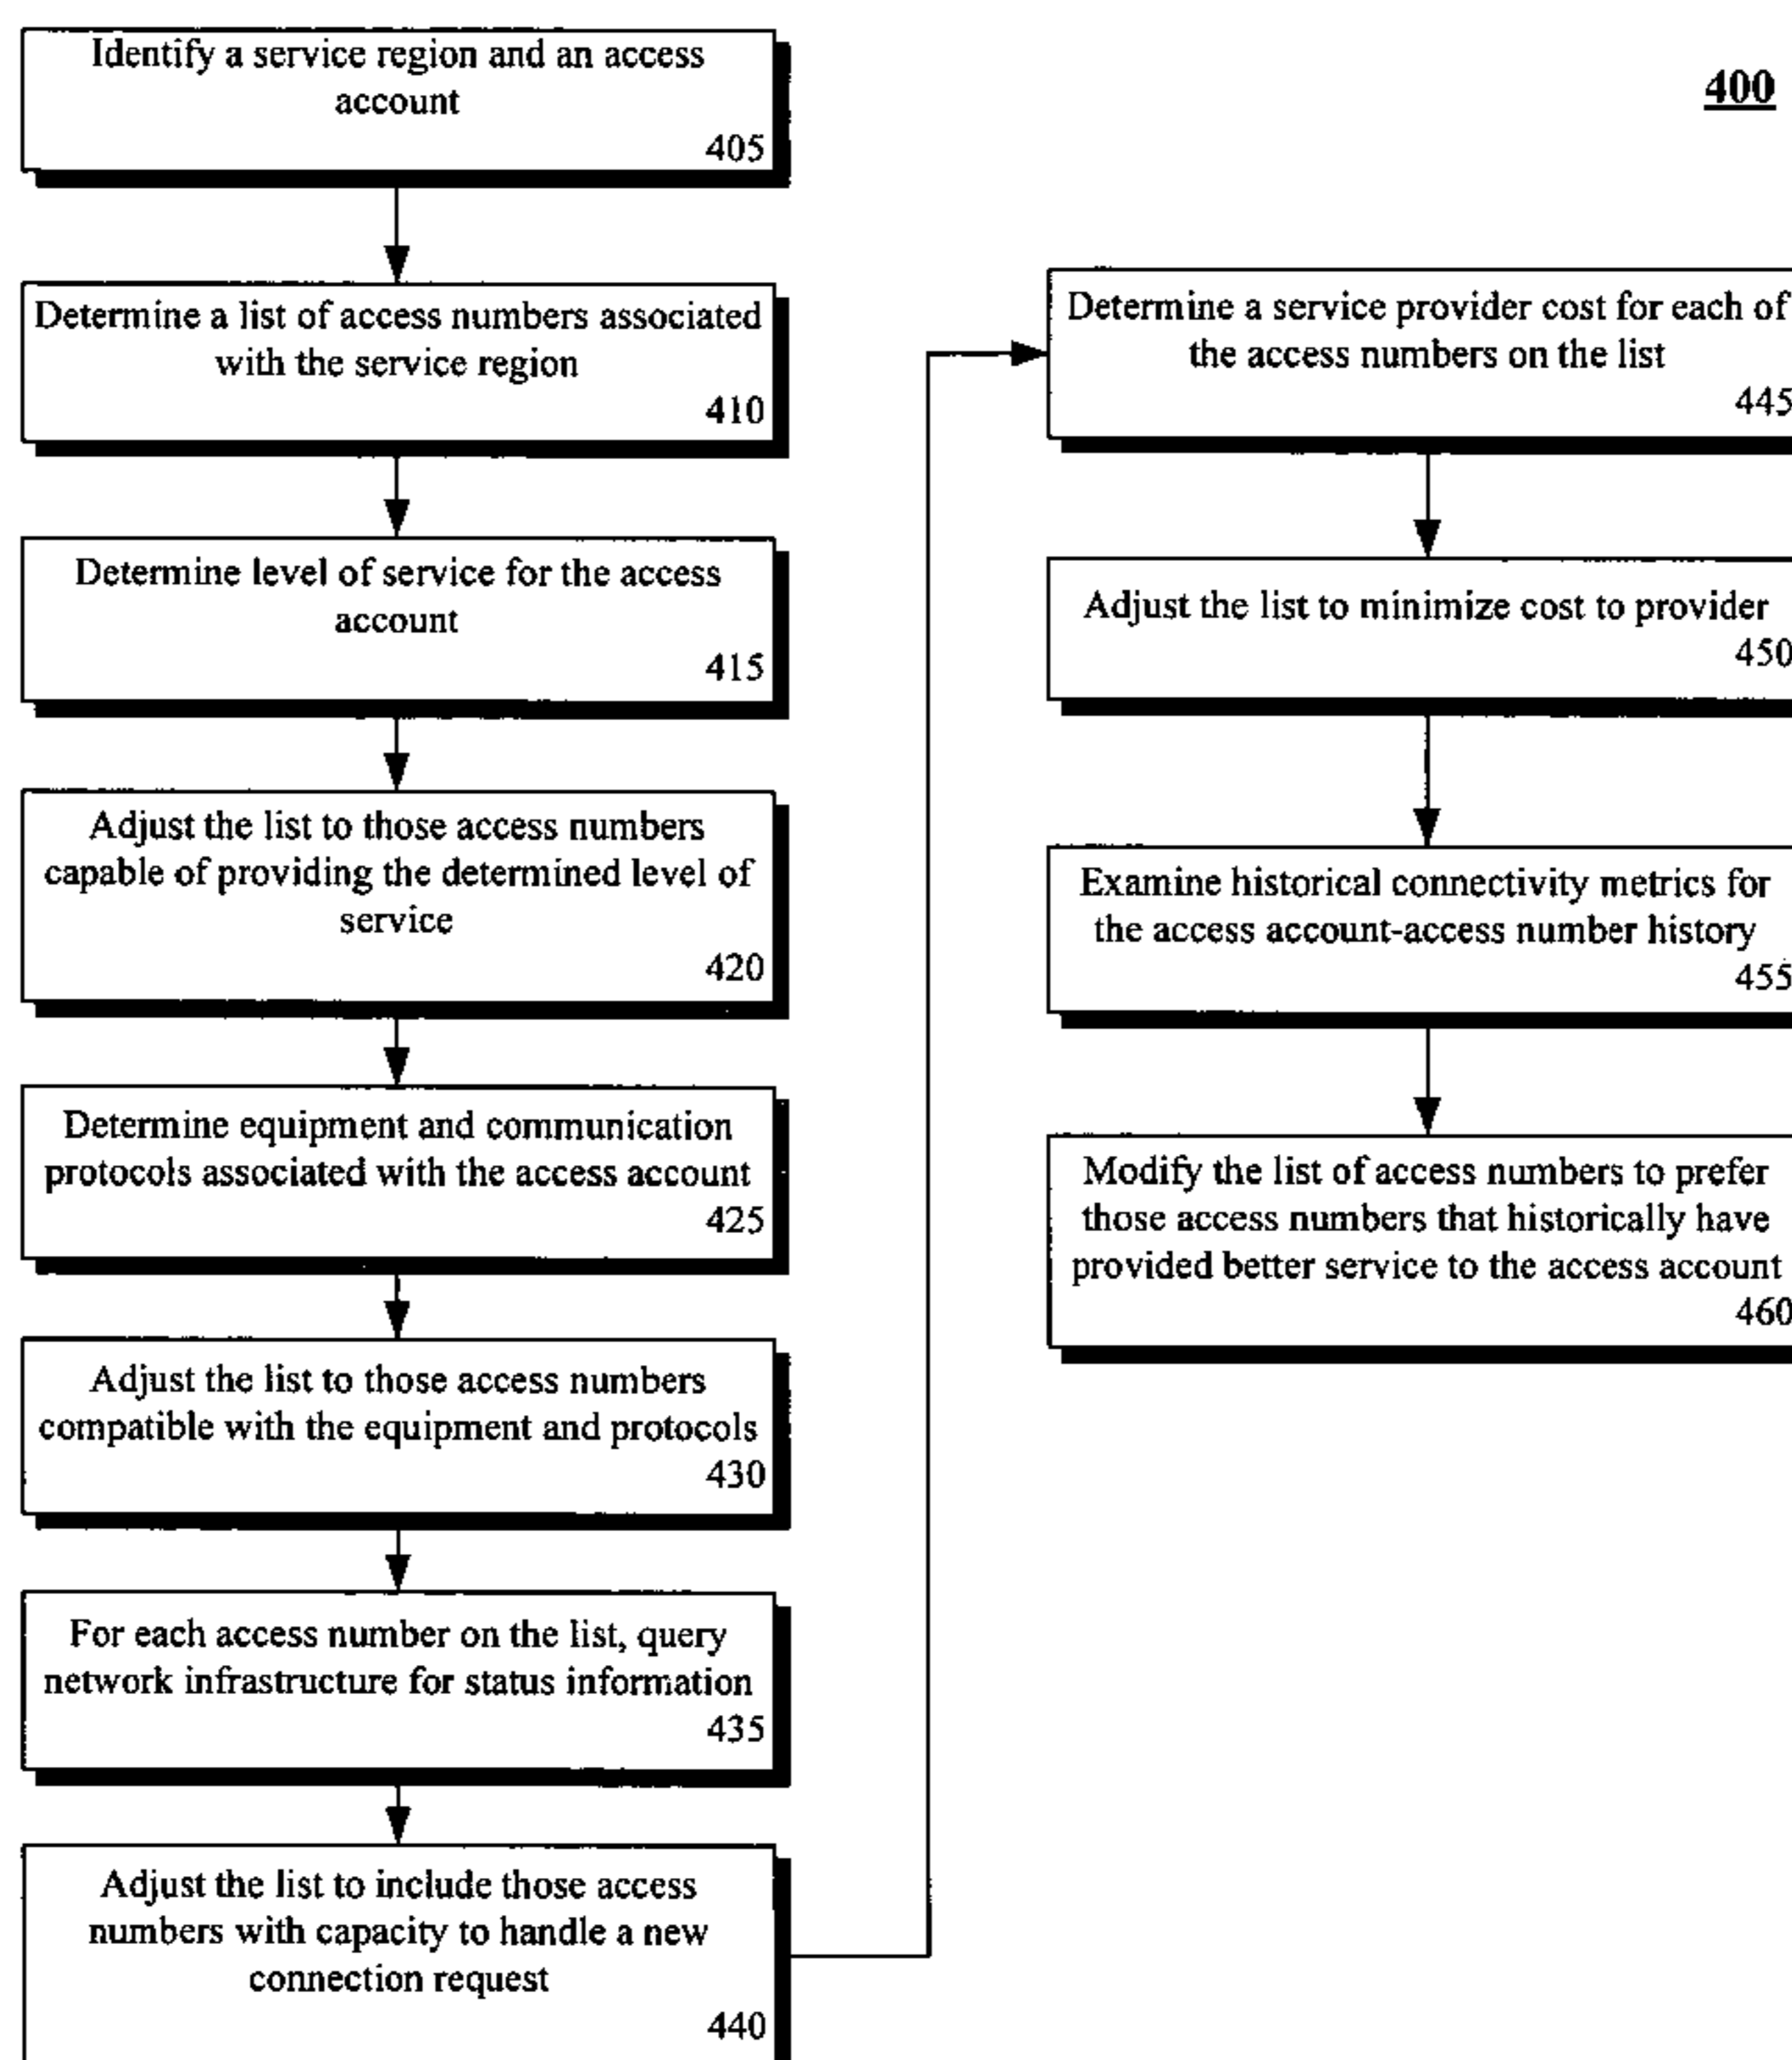 400
Identify a service region and an access
account
405
Determine a list of access numbers associated
with the service region
410
Determine level of service for the access
account
415
Adjust the list to those access numbers
capable of providing the determined level of
service
420
Determine equipment and communication
protocols associated with the access account
425
Adjust the list to those access numbers
compatible with the equipment and protocols
430
For each access number on the list, query
network infrastructure for status information
435
Adjust the list to include those access
numbers with capacity to handle a new
connection request
440
Determine a service provider cost for each of
the access numbers on the list
445
Adjust the list to minimize cost to provider
450
Examine historical connectivity metrics for
the access account-access number history
455
Modify the list of access numbers to prefer
those access numbers that historically have
provided better service to the access account
460